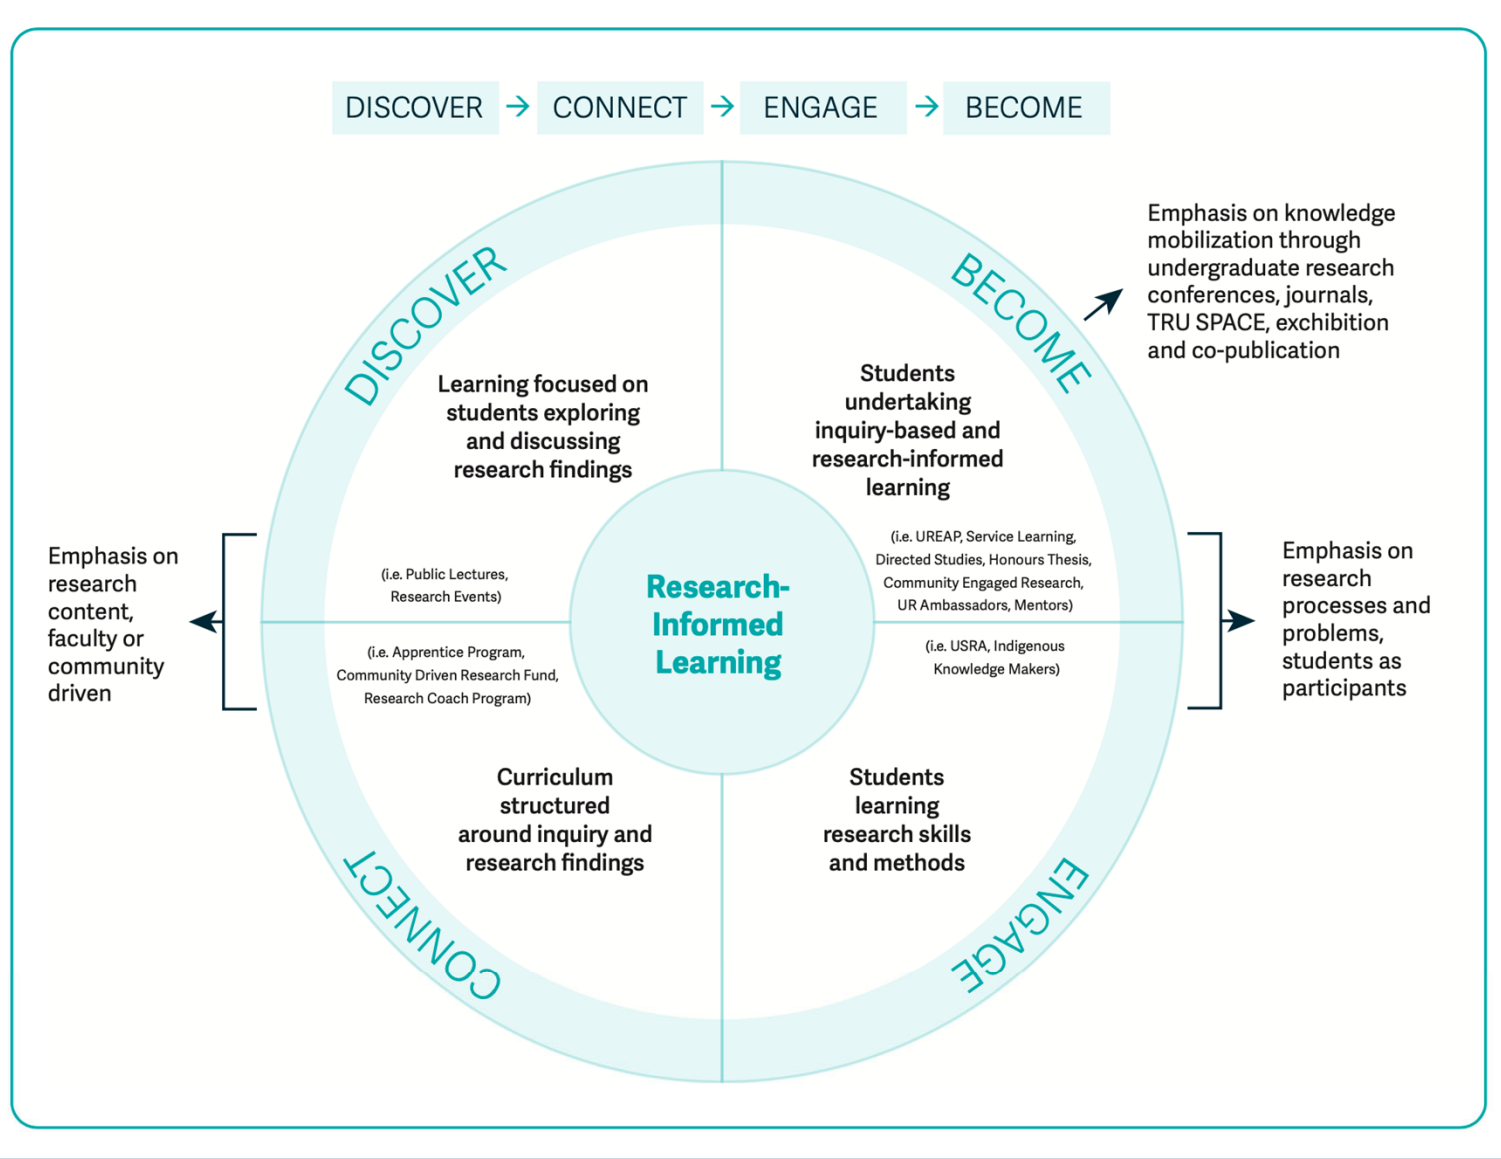 DISCOVER → CONNECT → ENGAGE → BECOME
DISCOVER
Learning focused on
students exploring
and discussing
research findings
(i.e. Public Lectures,
Research Events)
BECOME
Students
undertaking
inquiry-based and
research-informed
learning
(i.e. UREAP, Service Learning,
Directed Studies, Honours Thesis,
Community Engaged Research,
UR Ambassadors, Mentors)
Emphasis on knowledge
mobilization through
undergraduate research
conferences, journals,
TRU SPACE, exchibition
and co-publication
Emphasis on
research
content,
faculty or
community
driven
Research-
Informed
Learning
Emphasis on
research
processes and
problems,
students as
participants
(i.e. Apprentice Program,
Community Driven Research Fund,
Research Coach Program)
Curriculum
structured
around inquiry and
research findings
CONNECT
(i.e. USRA, Indigenous
Knowledge Makers)
Students
learning
research skills
and methods
ENGAGE